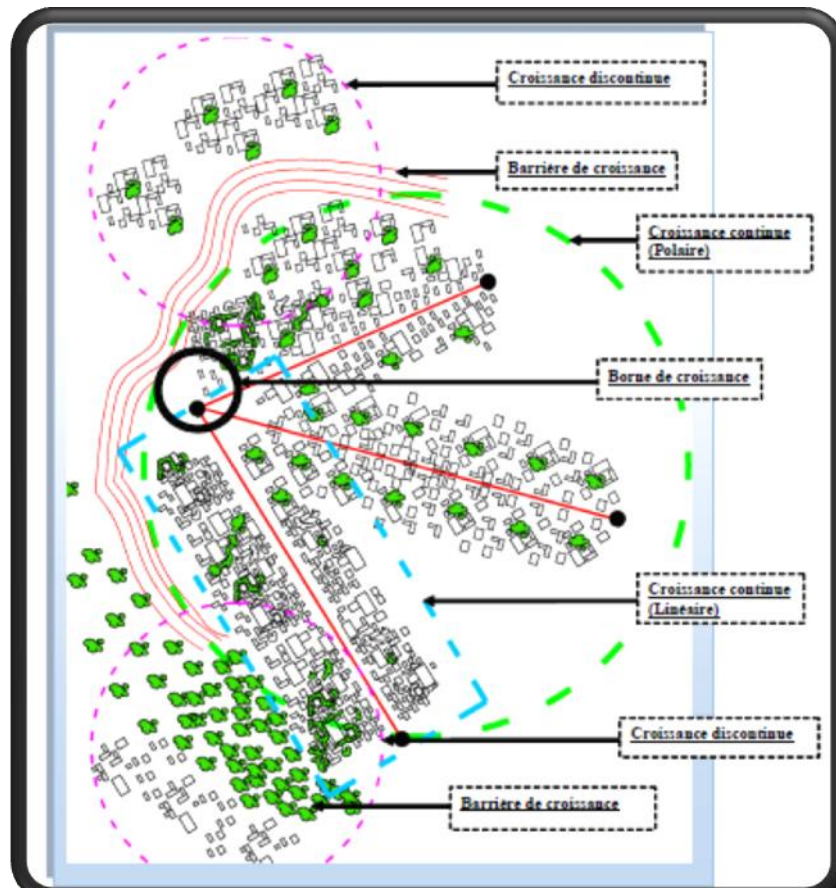 Croissance discontinue
Barrière de croissance
Croissance continue
(Polaire)
Borne de croissance
Croissance continue
(Linéaire)
Croissance discontinue
Barrière de croissance